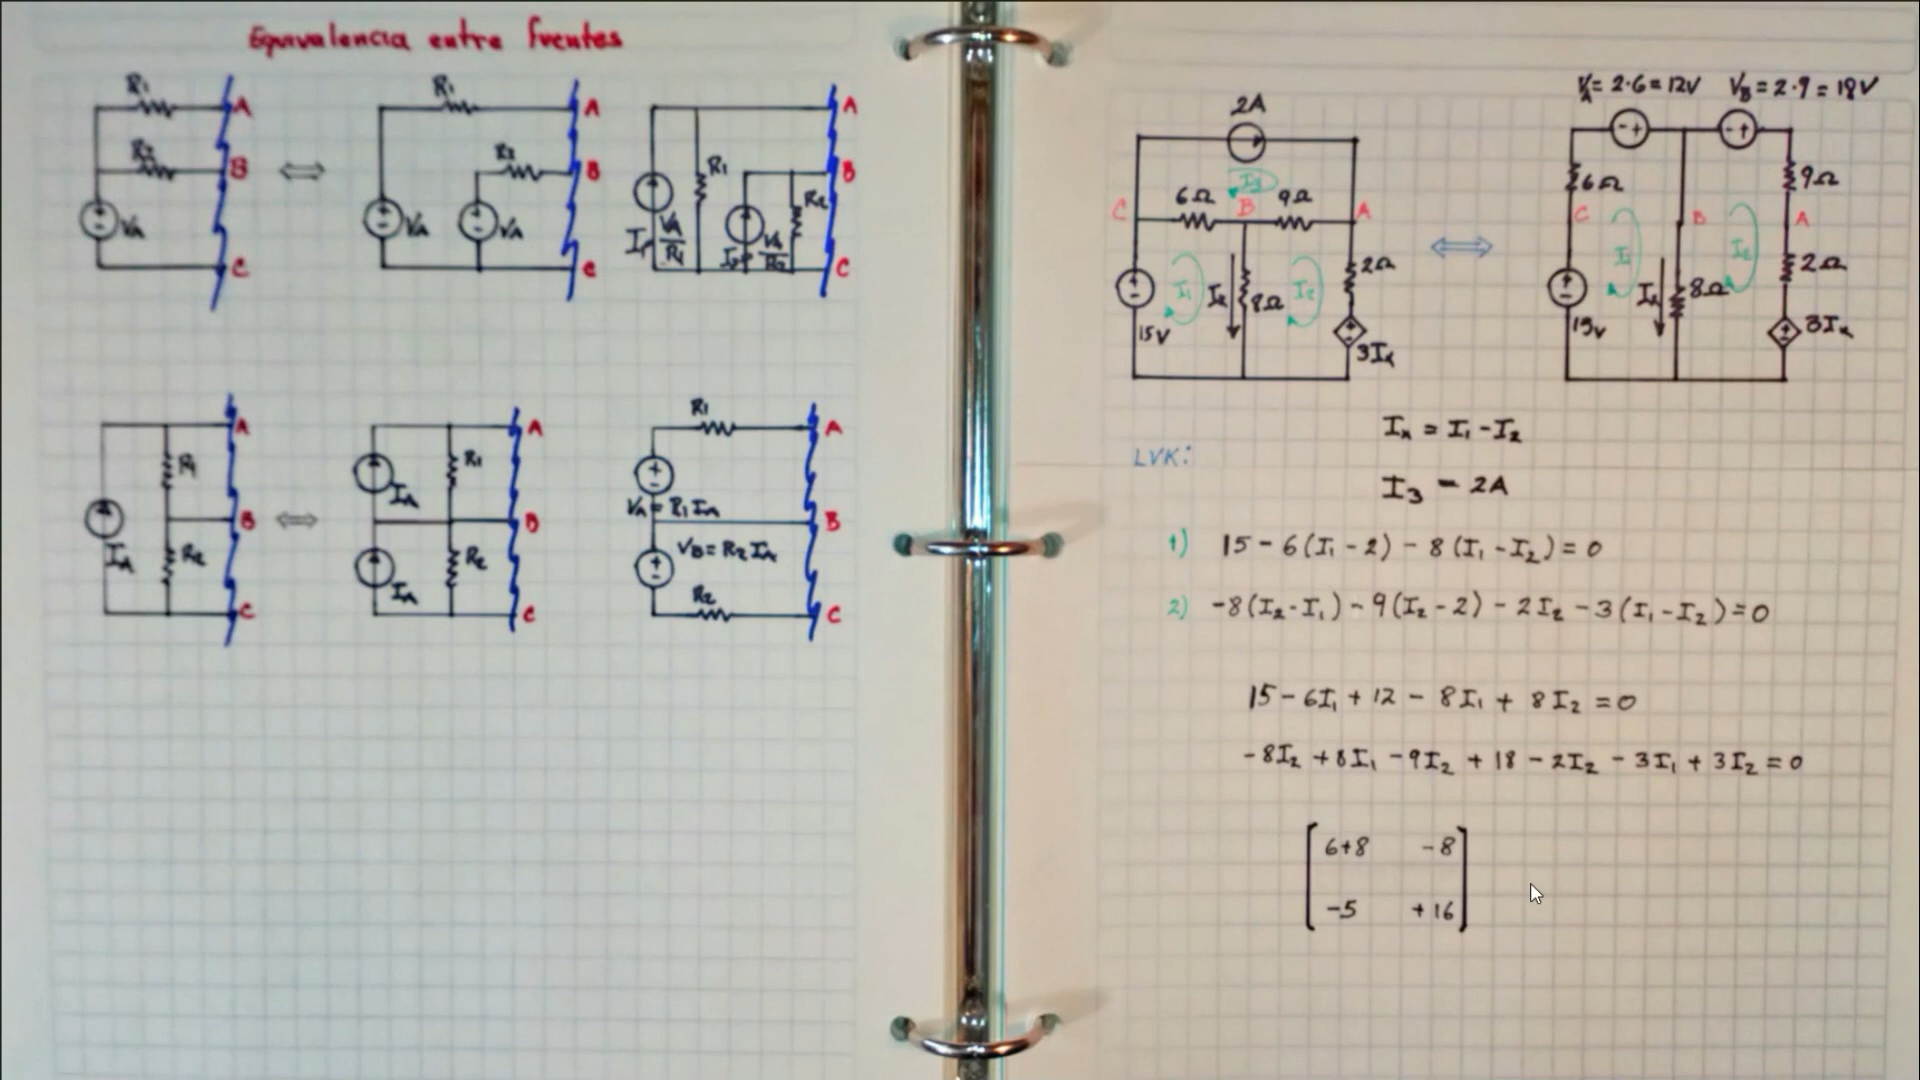 Equivalencia entre fuentes
R1 A
R2 B
VA
C
R1 A
R2 B
VA VA
C
A
R1 B
R2
I1= VA/R1 I2= VA/R2 C
A
R1
B
IA R2
C
A
R1
IA
B
R2
IA
C
R1 A
VA = R1 IA B
VB = R2 IA
R2 C
2A
I3
6Ω 9Ω
C B A
2Ω
I1 Ix 8Ω I2
15V
3Ix
VA = 2·6 = 12V VB = 2·9 = 18V
6Ω 9Ω
C B A
I1 I2 2Ω
Ix 8Ω
15V 3Ix
Ix = I1 - I2
LVK:
I3 = 2A
1) 15 - 6(I1 - 2) - 8(I1 - I2) = 0
2) -8(I2 - I1) - 9(I2 - 2) - 2I2 - 3(I1 - I2) = 0
15 - 6I1 + 12 - 8I1 + 8I2 = 0
-8I2 + 8I1 - 9I2 + 18 - 2I2 - 3I1 + 3I2 = 0
6+8 -8
-5 +16